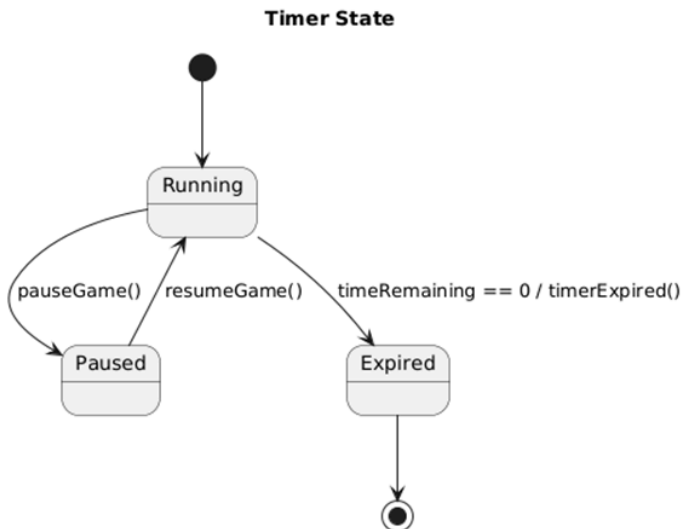 Timer State
Running
pauseGame()
resumeGame()
timeRemaining == 0 / timerExpired()
Paused
Expired